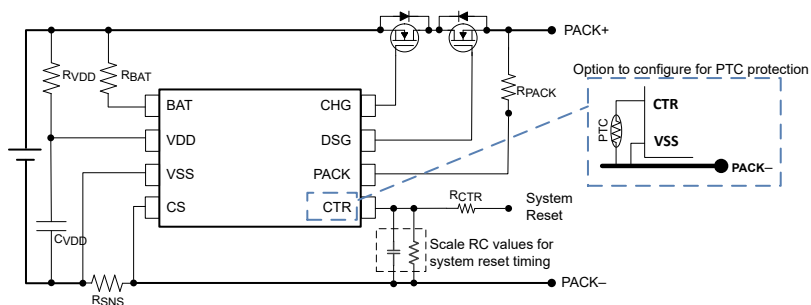 PACK+
RVDD
RBAT
RPACK
Option to configure for PTC protection
BAT
CHG
CTR
PTC
VDD
DSG
VSS
VSS
PACK
PACK–
CS
CTR
RCTR
System
Reset
CVDD
Scale RC values for
system reset timing
RSNS
PACK–